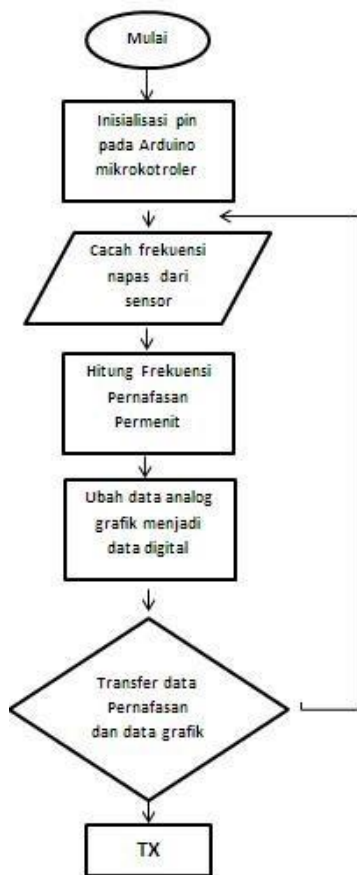 Mulai
Inisialisasi pin
pada Arduino
mikrokotroler
Cacah frekuensi
napas dari
sensor
Hitung Frekuensi
Pernafasan
Permenit
Ubah data analog
grafik menjadi
data digital
Transfer data
Pernafasan
dan data grafik
TX